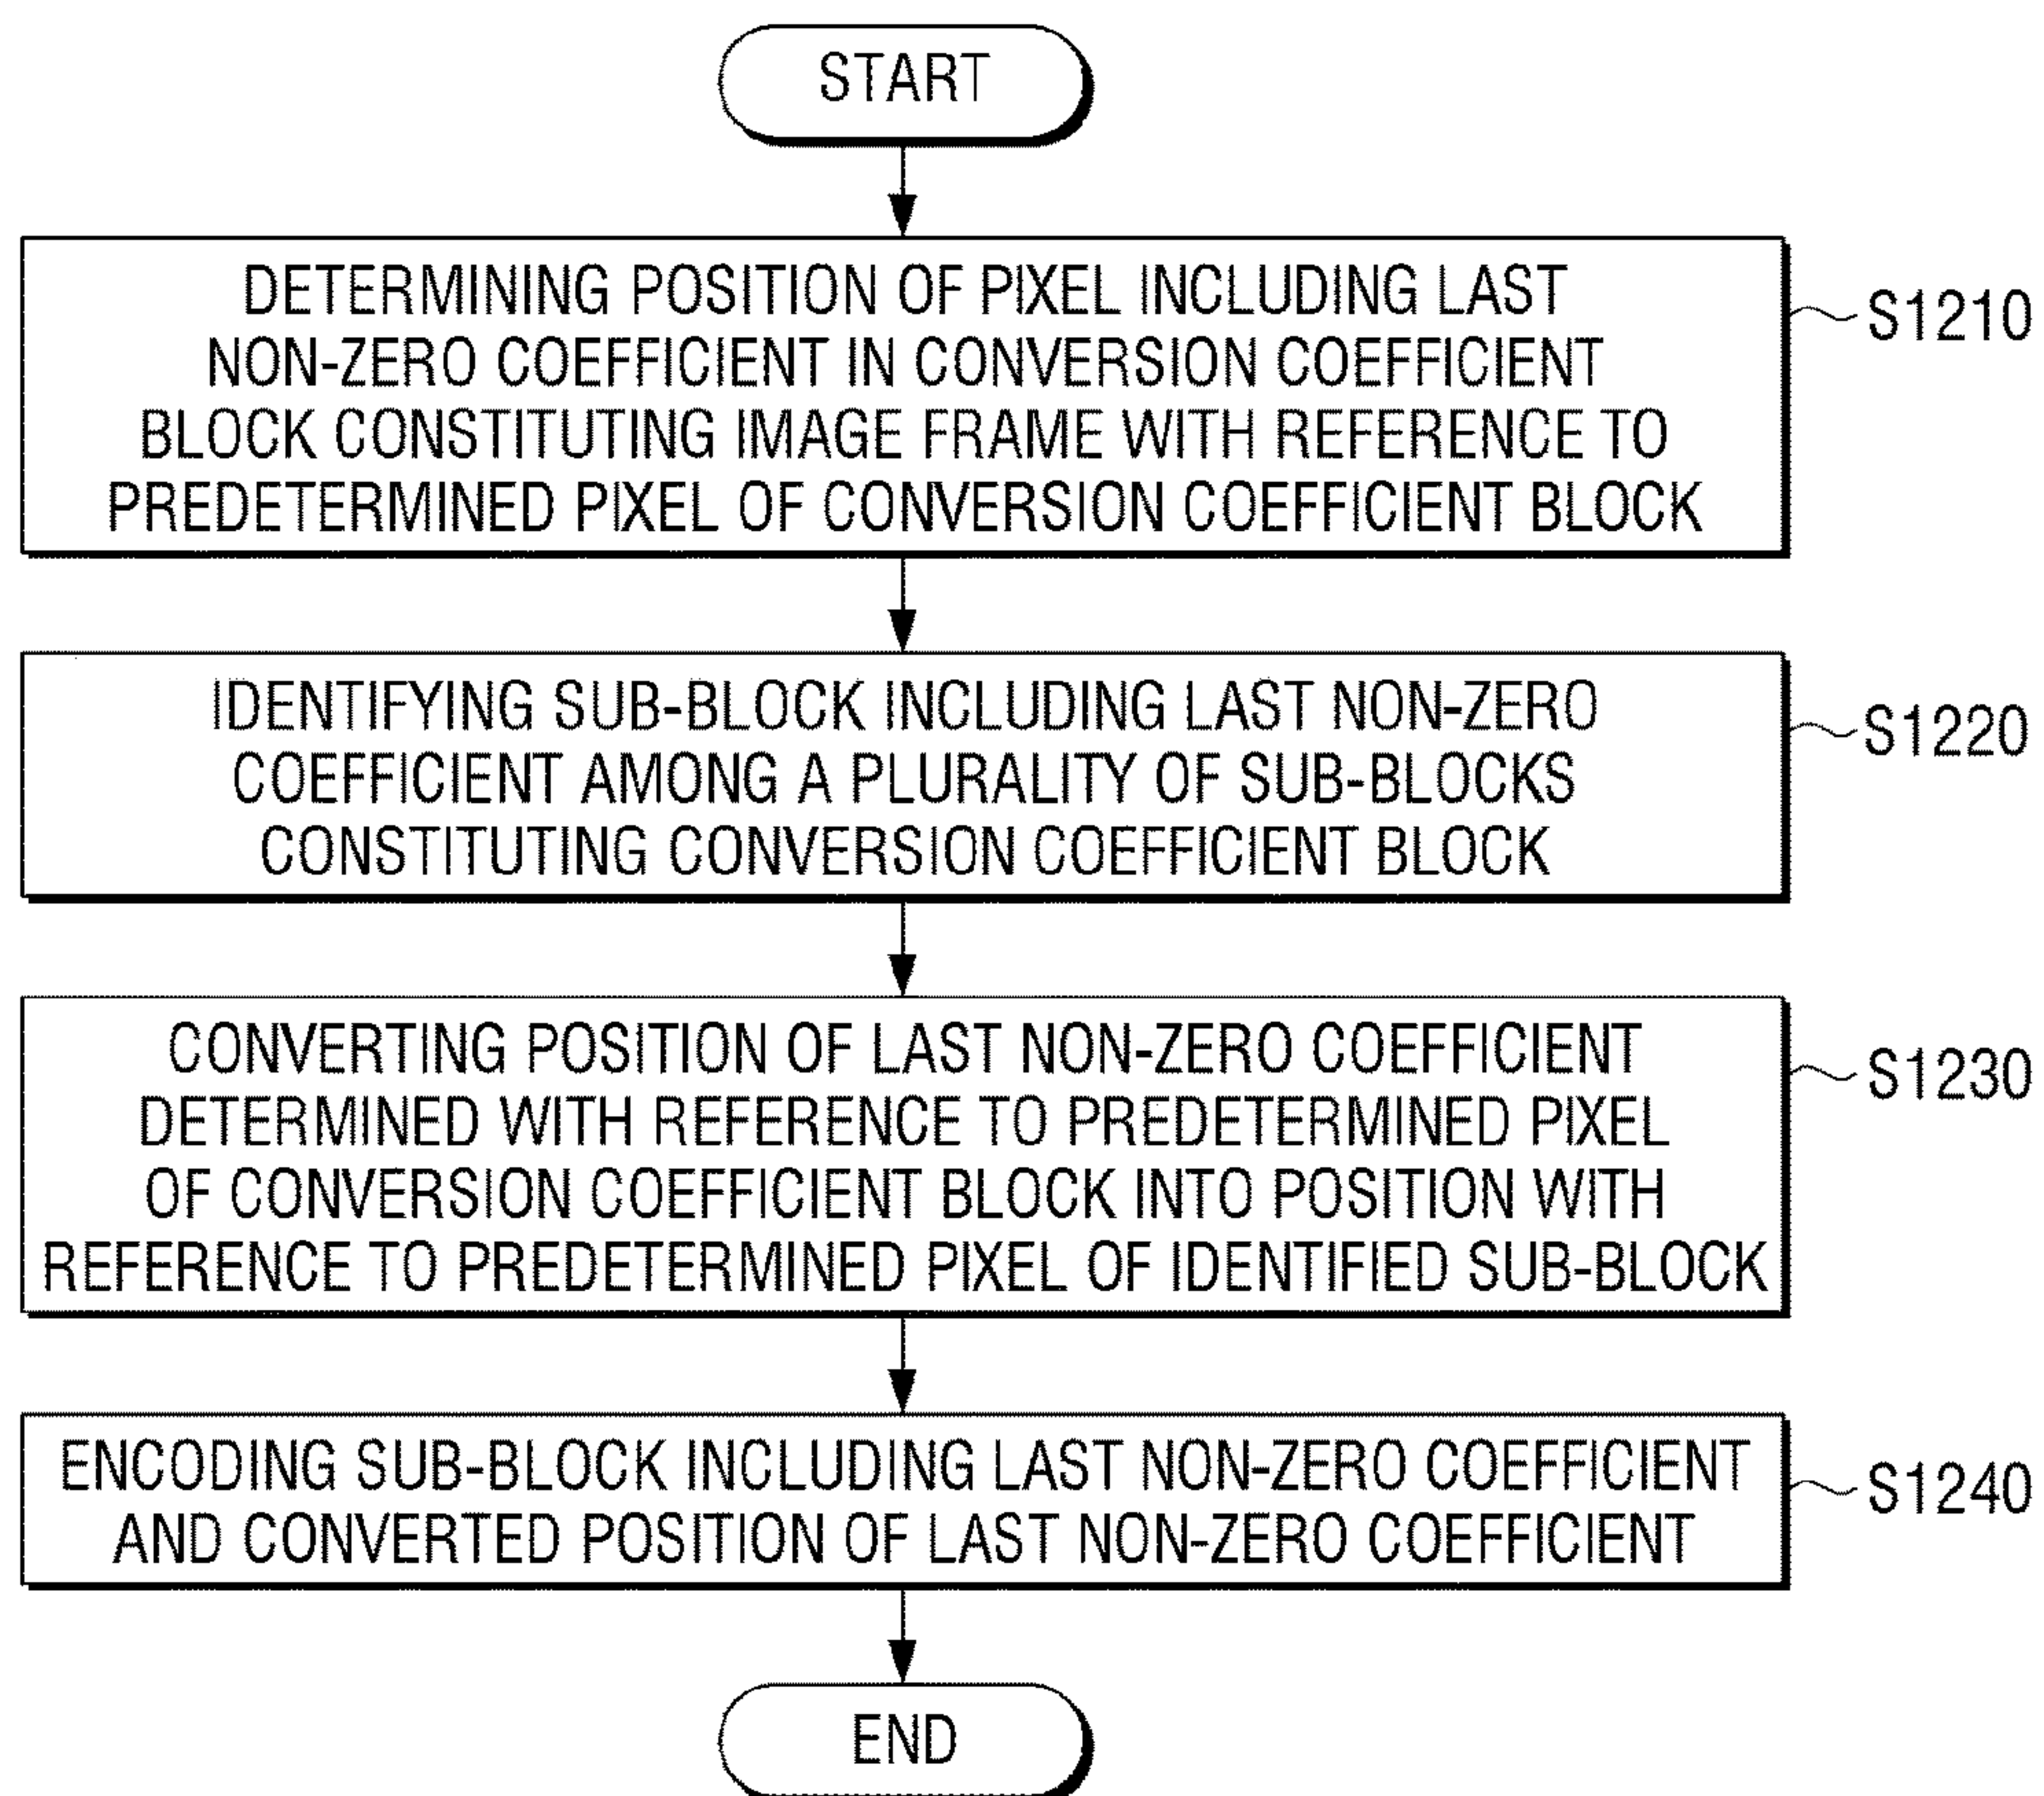 START
DETERMINING POSITION OF PIXEL INCLUDING LAST
NON-ZERO COEFFICIENT IN CONVERSION COEFFICIENT
BLOCK CONSTITUTING IMAGE FRAME WITH REFERENCE TO
PREDETERMINED PIXEL OF CONVERSION COEFFICIENT BLOCK
S1210
IDENTIFYING SUB-BLOCK INCLUDING LAST NON-ZERO
COEFFICIENT AMONG A PLURALITY OF SUB-BLOCKS
CONSTITUTING CONVERSION COEFFICIENT BLOCK
S1220
CONVERTING POSITION OF LAST NON-ZERO COEFFICIENT
DETERMINED WITH REFERENCE TO PREDETERMINED PIXEL
OF CONVERSION COEFFICIENT BLOCK INTO POSITION WITH
REFERENCE TO PREDETERMINED PIXEL OF IDENTIFIED SUB-BLOCK
S1230
ENCODING SUB-BLOCK INCLUDING LAST NON-ZERO COEFFICIENT
AND CONVERTED POSITION OF LAST NON-ZERO COEFFICIENT
S1240
END